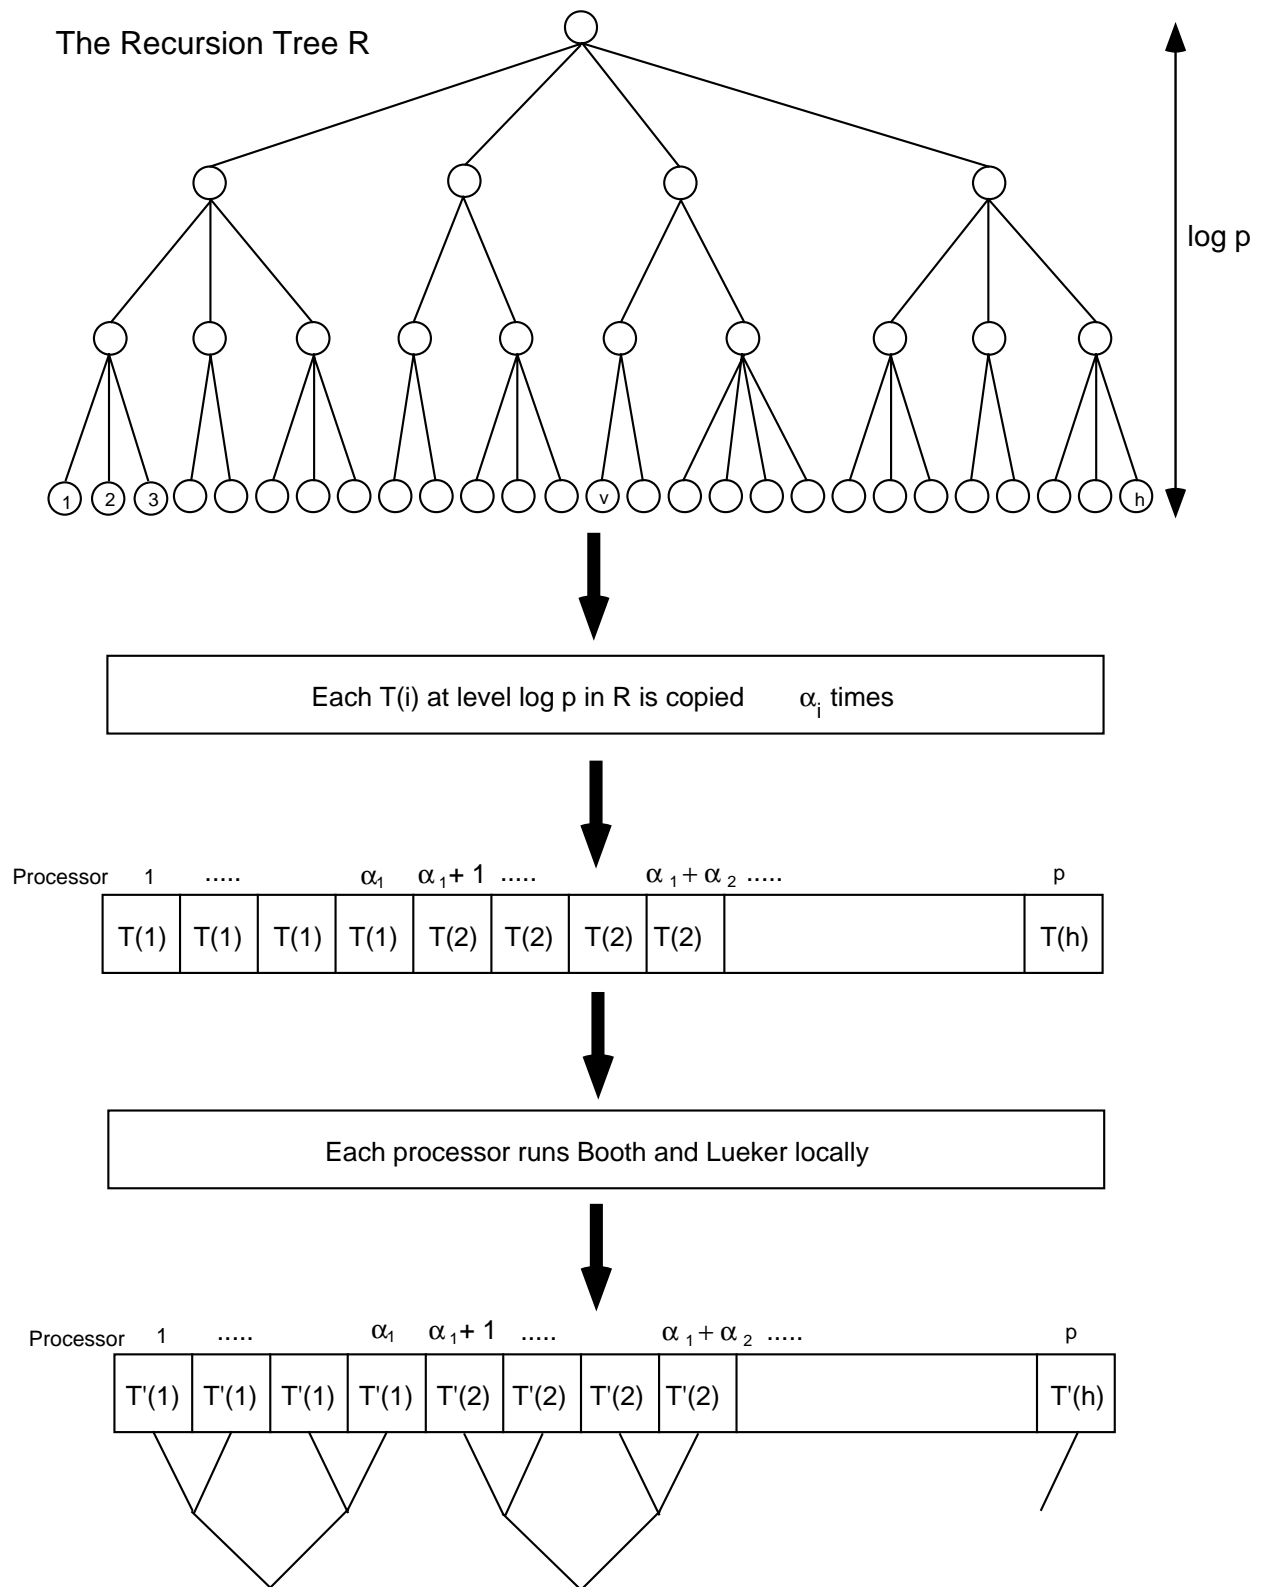 The Recursion Tree R
log p
1 2 3 v h
Each T(i) at level log p in R is copied α_i times
Processor 1 ..... α_1 α_1 + 1 ..... α_1 + α_2 ..... p
T(1) T(1) T(1) T(1) T(2) T(2) T(2) T(2) T(h)
Each processor runs Booth and Lueker locally
Processor 1 ..... α_1 α_1 + 1 ..... α_1 + α_2 ..... p
T'(1) T'(1) T'(1) T'(1) T'(2) T'(2) T'(2) T'(2) T'(h)